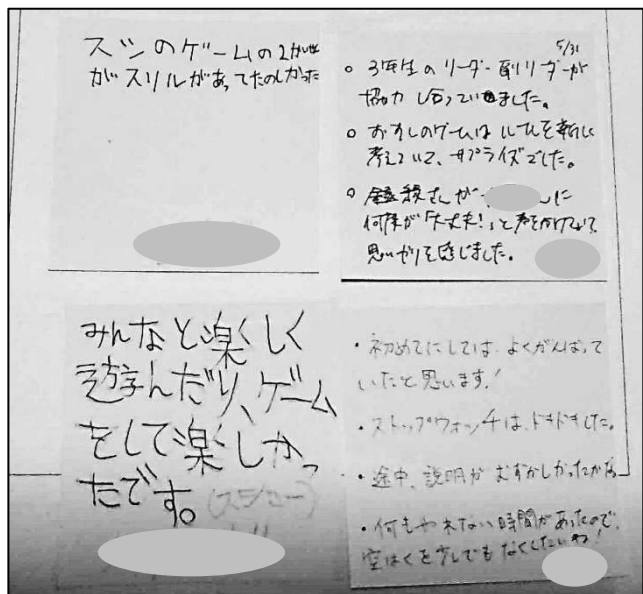 スシのゲームの2かい世
がスリルがあってたのしかった
5/31
○ 3年生のリーダー・副リーダーが
協力し合っていました。
○ おすしのゲームはルールを新しく
考えていて、サプライズでした。
○ さんが に
何度か「大丈夫!」と声をかけていて、
思いやりを感じました。
みんなと楽しく
遊んだり、ゲーム
をして楽しかっ
たです。(スシロー)
・初めてにしては、よくがんばって
いたと思います!
・ストップウォッチは、ドキドキした。
・途中、説明がむずかしかったかな
・何もやれない時間があったので、
空はくを少しでもなくしたいね!